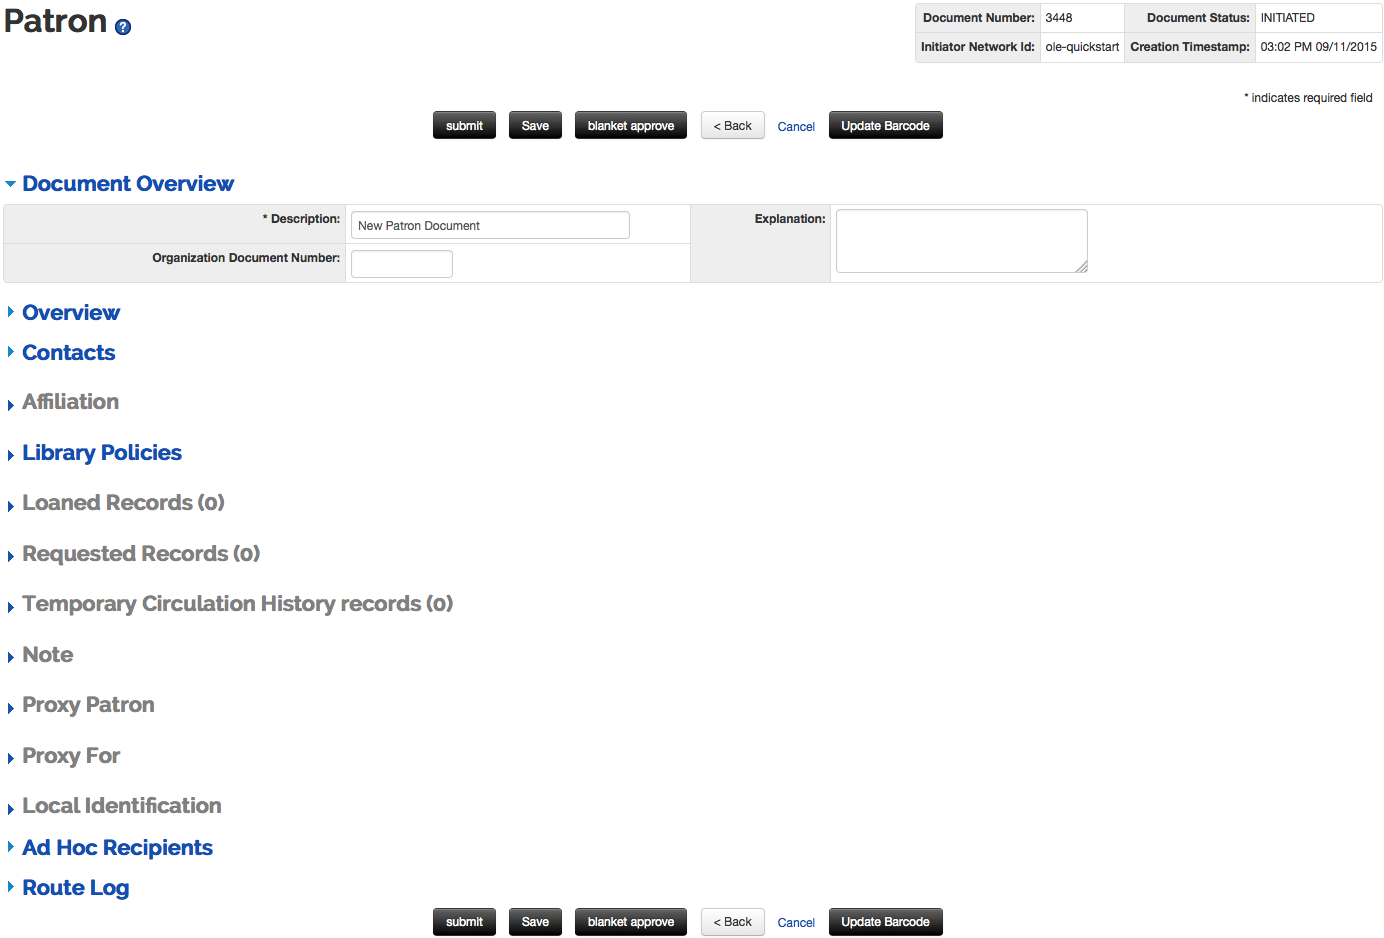 Patron ?
Document Number: 3448 Document Status: INITIATED
Initiator Network Id: ole-quickstart Creation Timestamp: 03:02 PM 09/11/2015
* indicates required field
submit Save blanket approve < Back Cancel Update Barcode
Document Overview
* Description: New Patron Document Explanation:
Organization Document Number:
Overview
Contacts
Affiliation
Library Policies
Loaned Records (0)
Requested Records (0)
Temporary Circulation History records (0)
Note
Proxy Patron
Proxy For
Local Identification
Ad Hoc Recipients
Route Log
submit Save blanket approve < Back Cancel Update Barcode